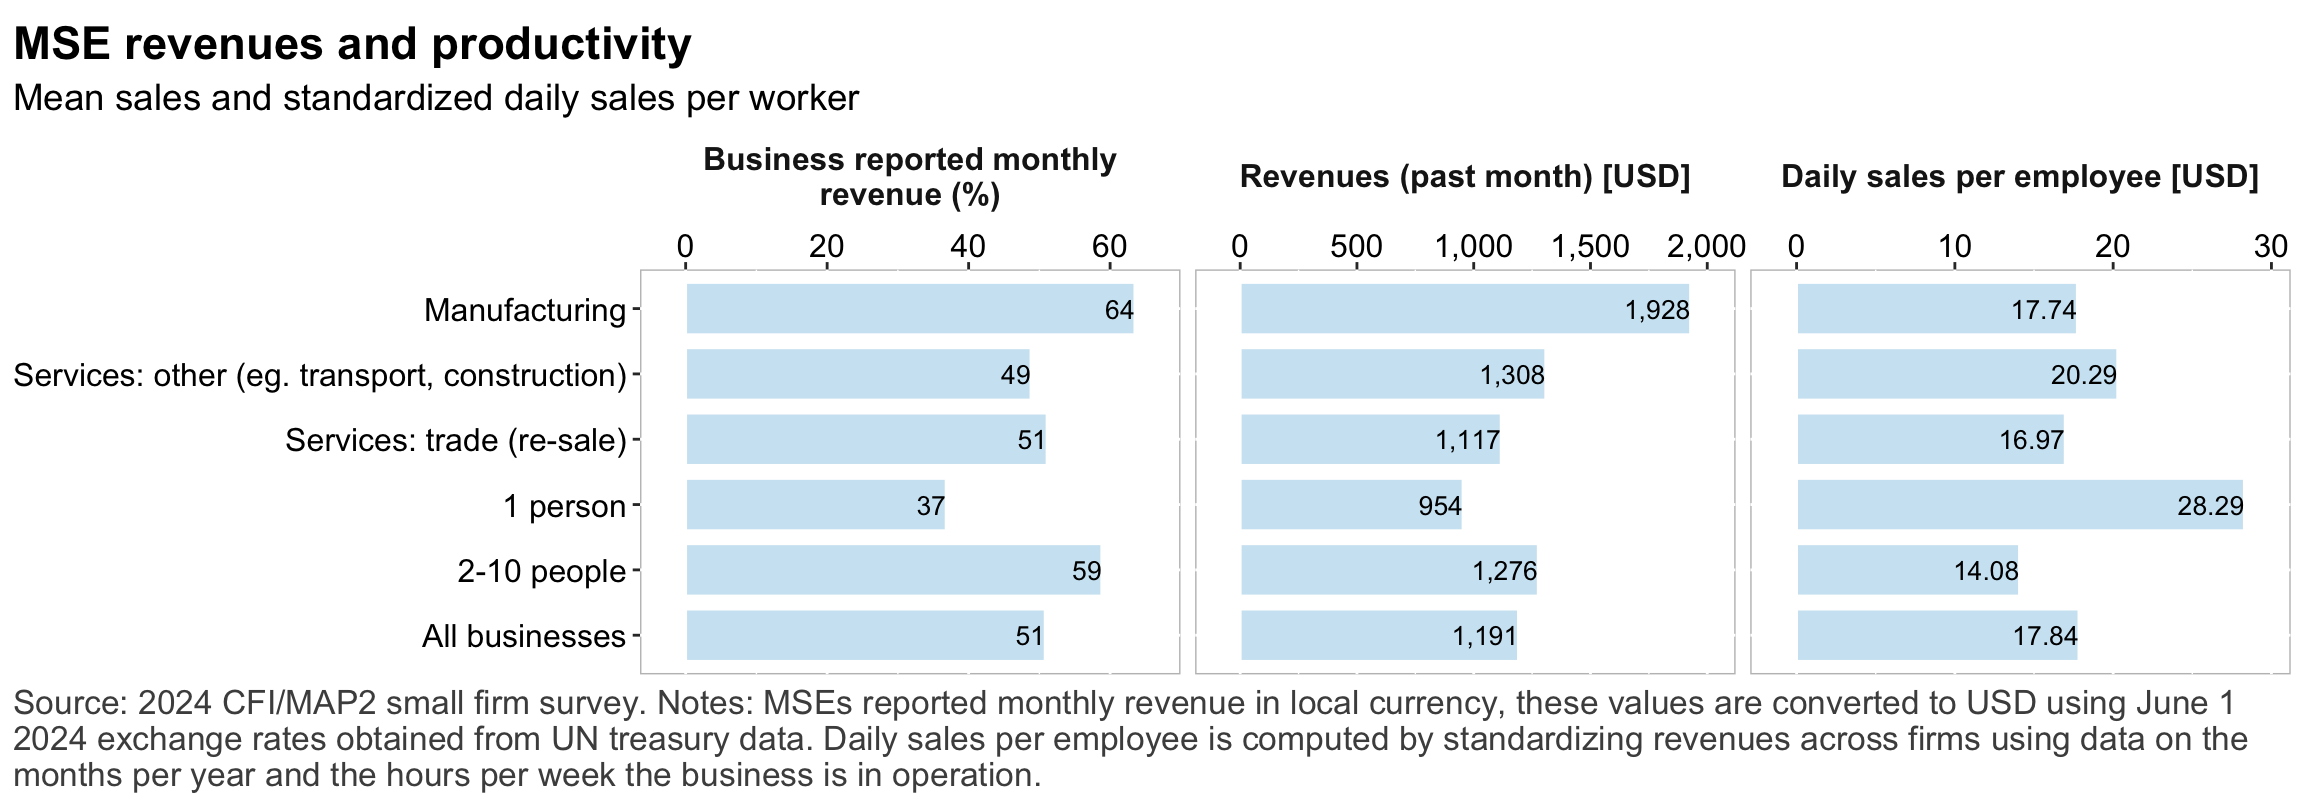 MSE revenues and productivity
Mean sales and standardized daily sales per worker
Business reported monthly
revenue (%)
Revenues (past month) [USD]
Daily sales per employee [USD]
0 20 40 60
0 500 1,000 1,500 2,000
0 10 20 30
Manufacturing 64 1,928 17.74
Services: other (eg. transport, construction) 49 1,308 20.29
Services: trade (re-sale) 51 1,117 16.97
1 person 37 954 28.29
2-10 people 59 1,276 14.08
All businesses 51 1,191 17.84
Source: 2024 CFI/MAP2 small firm survey. Notes: MSEs reported monthly revenue in local currency, these values are converted to USD using June 1
2024 exchange rates obtained from UN treasury data. Daily sales per employee is computed by standardizing revenues across firms using data on the
months per year and the hours per week the business is in operation.